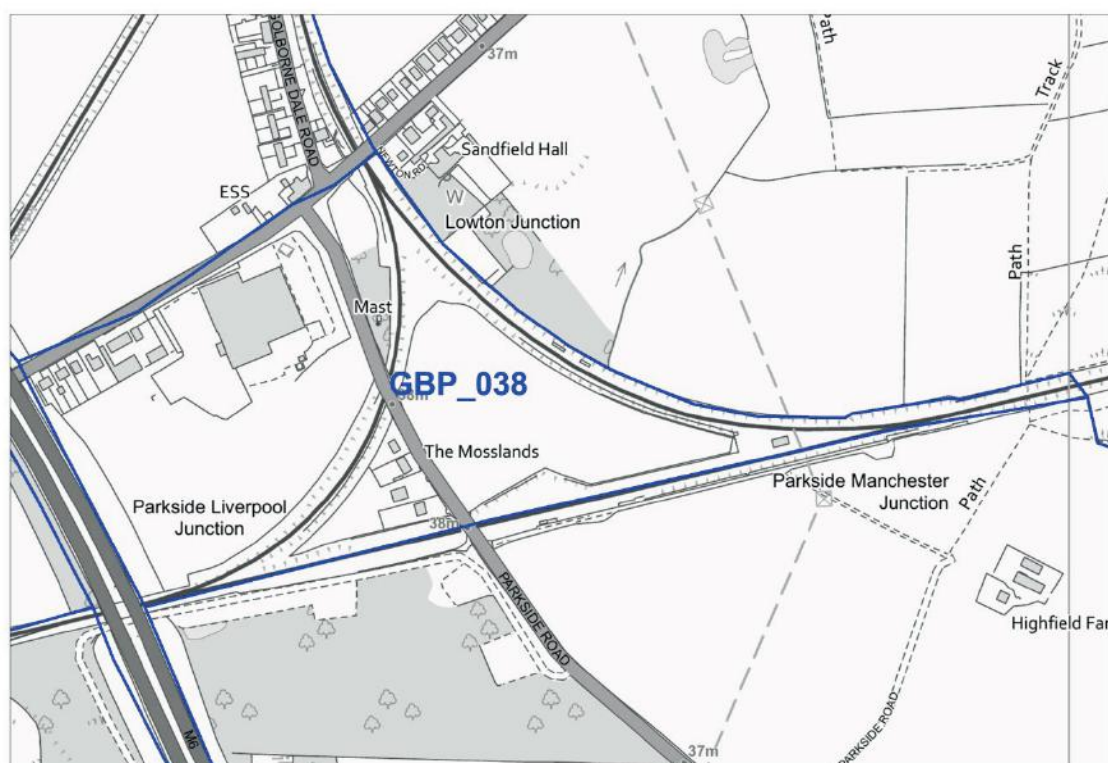 GOLBORNE DALE ROAD
37m
Path
Track
NEWTON RD
Sandfield Hall
ESS
W
Lowton Junction
Path
Mast
GBP_038
The Mosslands
Parkside Liverpool
Junction
38m
Parkside Manchester
Junction
Path
PARKSIDE ROAD
Highfield Far
M6
PARKSIDE ROAD
37m